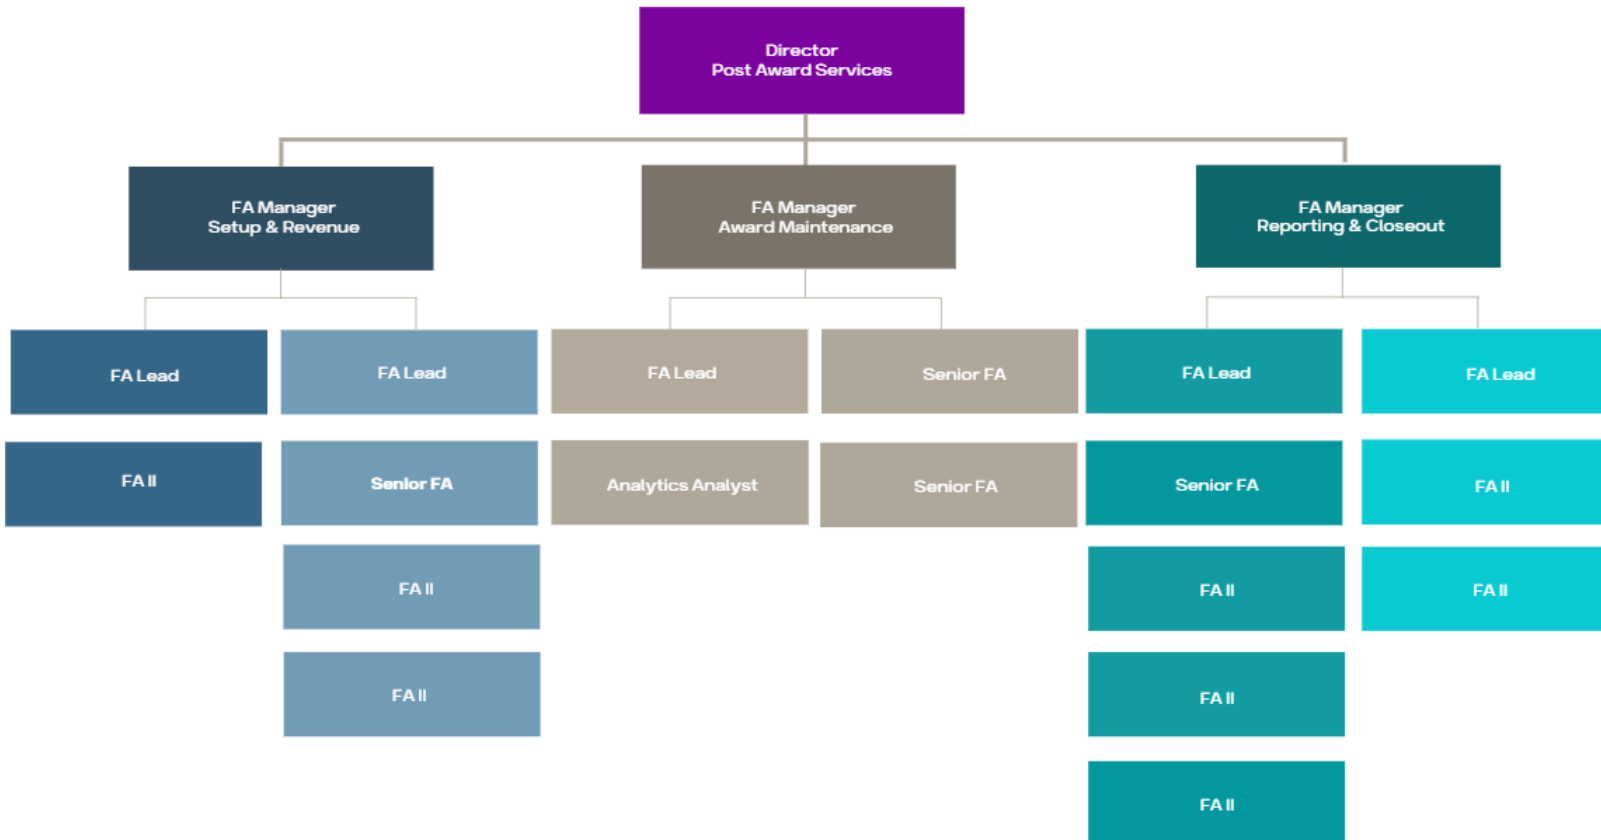 Director
Post Award Services
FA Manager
Setup & Revenue
FA Manager
Award Maintenance
FA Manager
Reporting & Closeout
FA Lead
FA Lead
FA Lead
Senior FA
FA Lead
FA Lead
FA II
Senior FA
Analytics Analyst
Senior FA
Senior FA
FA II
FA II
FA II
FA II
FA II
FA II
FA II